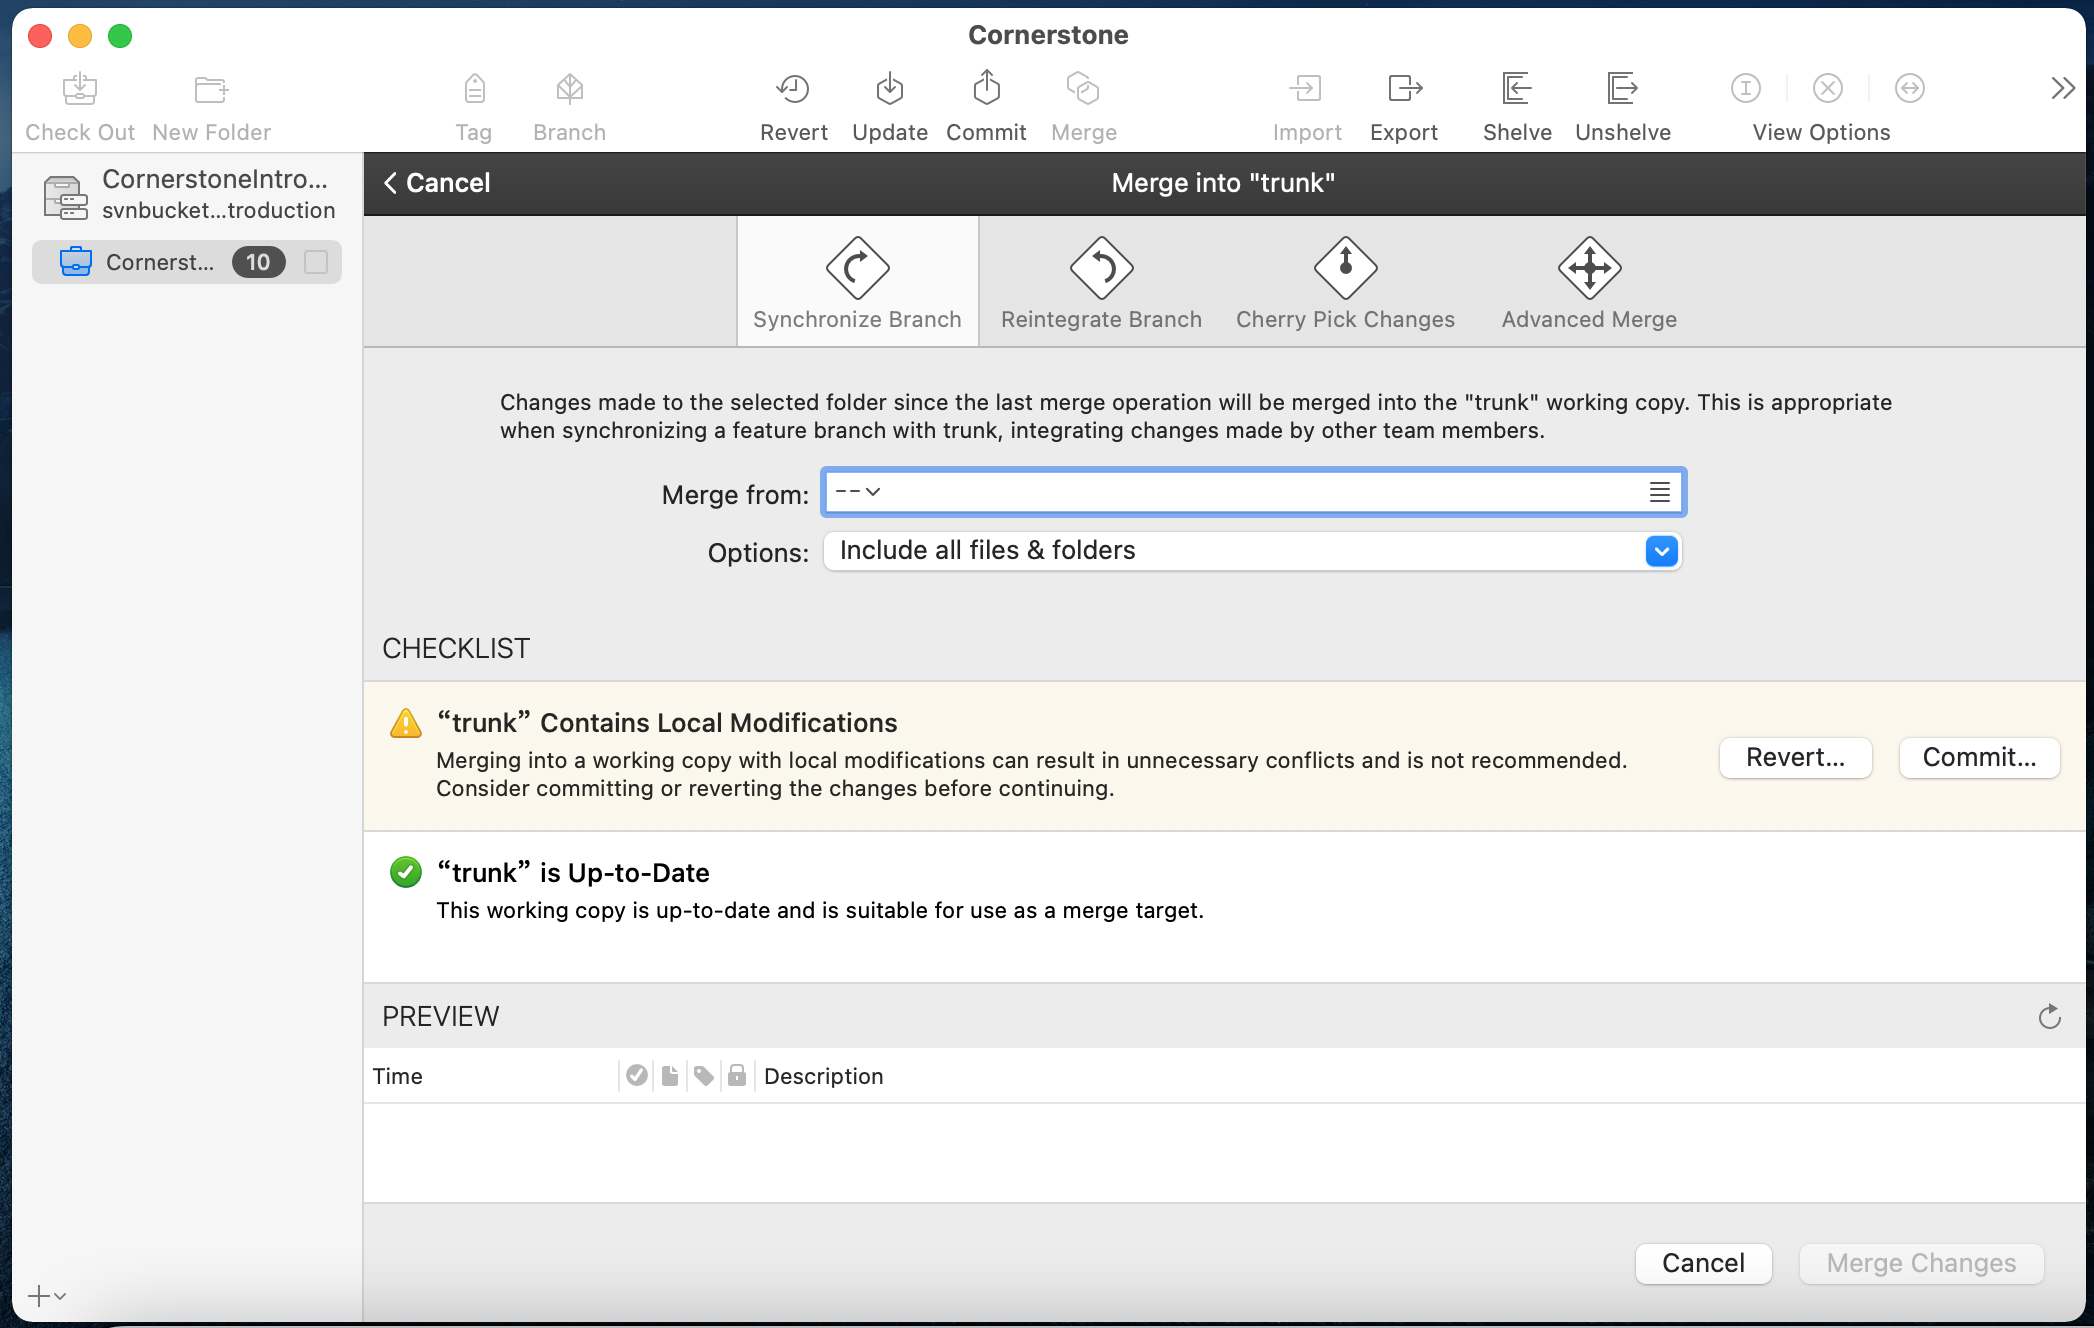 Cornerstone
Check Out New Folder Tag Branch Revert Update Commit Merge Import Export Shelve Unshelve View Options
CornerstoneIntro...
svnbucket...troduction
Cornerst... 10
Cancel
Merge into "trunk"
Synchronize Branch Reintegrate Branch Cherry Pick Changes Advanced Merge
Changes made to the selected folder since the last merge operation will be merged into the "trunk" working copy. This is appropriate
when synchronizing a feature branch with trunk, integrating changes made by other team members.
Merge from: --
Options: Include all files & folders
CHECKLIST
“trunk” Contains Local Modifications
Merging into a working copy with local modifications can result in unnecessary conflicts and is not recommended.
Consider committing or reverting the changes before continuing.
Revert... Commit...
“trunk” is Up-to-Date
This working copy is up-to-date and is suitable for use as a merge target.
PREVIEW
Time Description
Cancel Merge Changes